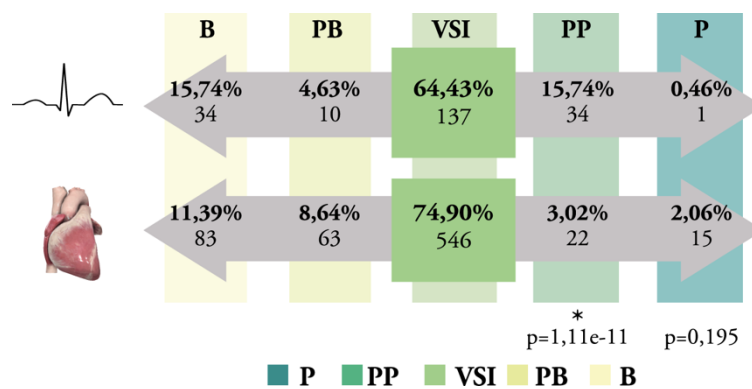 B PB VSI PP P
15,74% 4,63% 64,43% 15,74% 0,46%
34 10 137 34 1
11,39% 8,64% 74,90% 3,02% 2,06%
83 63 546 22 15
*
p=1,11e-11 p=0,195
P PP VSI PB B